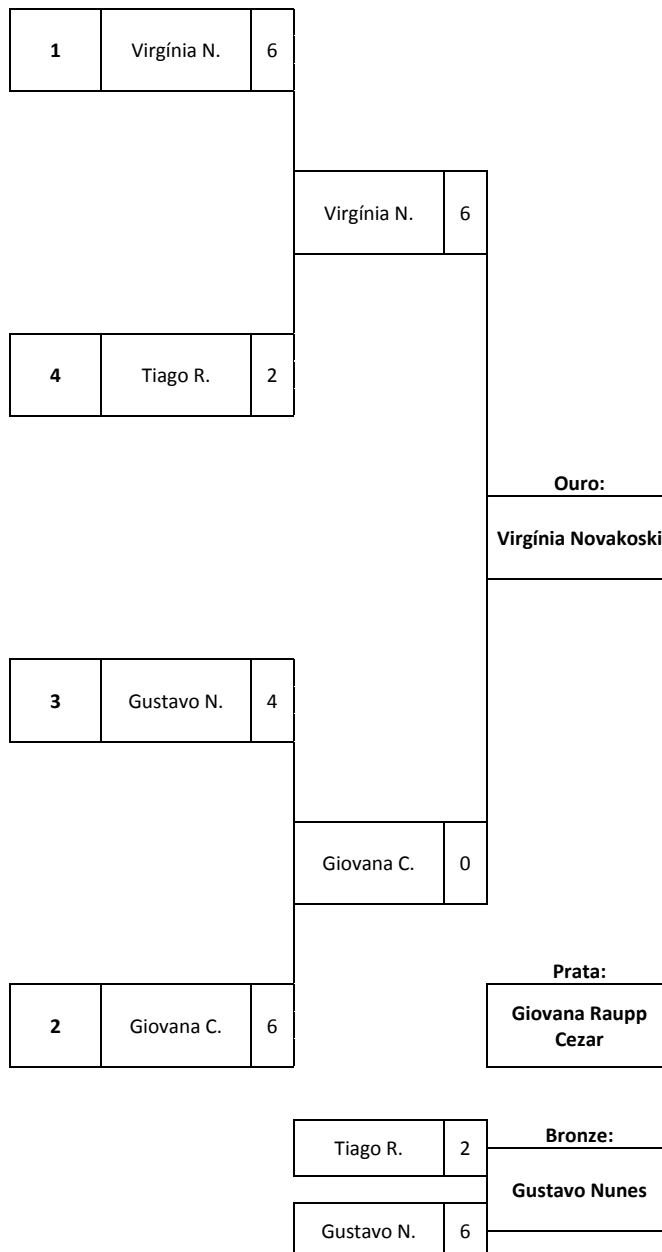 1 Virgínia N. 6
Virgínia N. 6
4 Tiago R. 2
Ouro:
Virgínia Novakoski
3 Gustavo N. 4
Giovana C. 0
Prata:
2 Giovana C. 6
Giovana Raupp
Cezar
Tiago R. 2
Bronze:
Gustavo Nunes
Gustavo N. 6